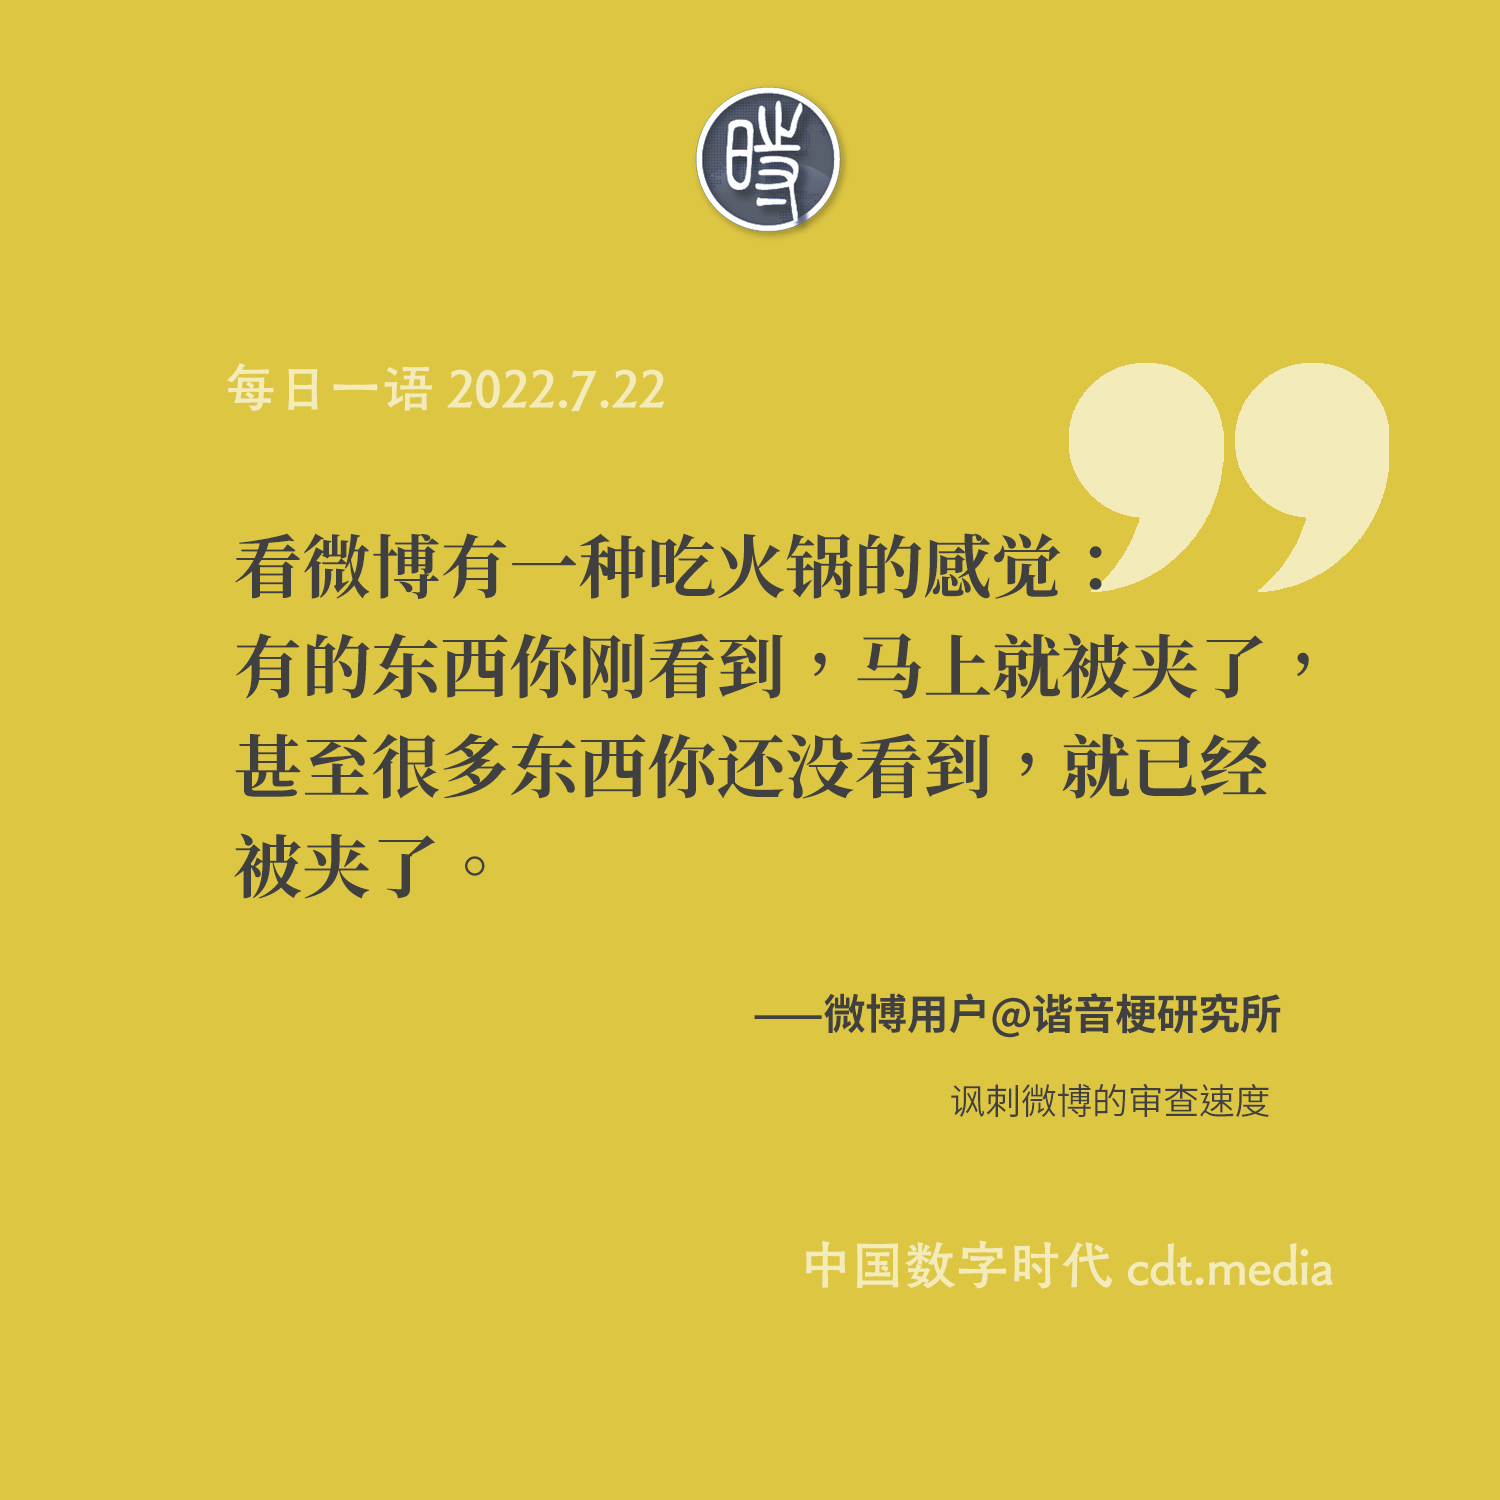 時
每日一语 2022.7.22
看微博有一种吃火锅的感觉：
有的东西你刚看到，马上就被夹了，
甚至很多东西你还没看到，就已经
被夹了。
——微博用户@谐音梗研究所
讽刺微博的审查速度
中国数字时代 cdt.media